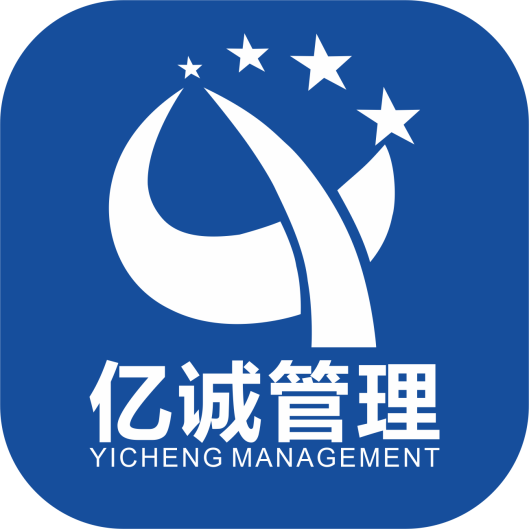 亿诚管理
YICHENG MANAGEMENT